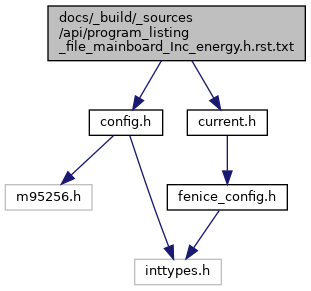 docs/_build/_sources
/api/program_listing
_file_mainboard_Inc_energy.h.rst.txt
config.h
current.h
m95256.h
fenice_config.h
inttypes.h